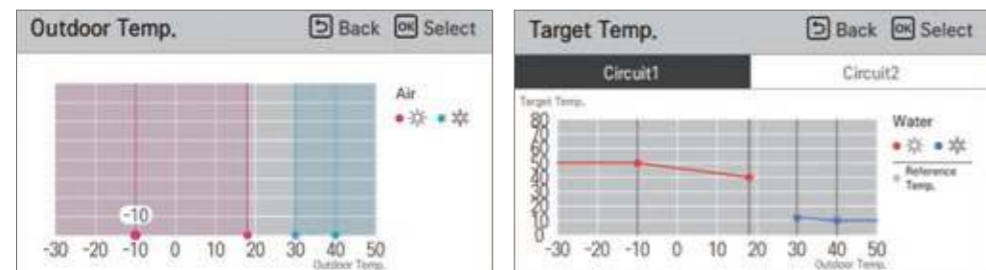 Outdoor Temp. Back OK Select
Air
-10
-30 -20 -10 0 10 20 30 40 50
Outdoor Temp.
Target Temp. Back OK Select
Circuit1 Circuit2
Target Temp.
80
70
60
50
40
30
20
10
0
-30 -20 -10 0 10 20 30 40 50
Outdoor Temp.
Water
Reference
Temp.